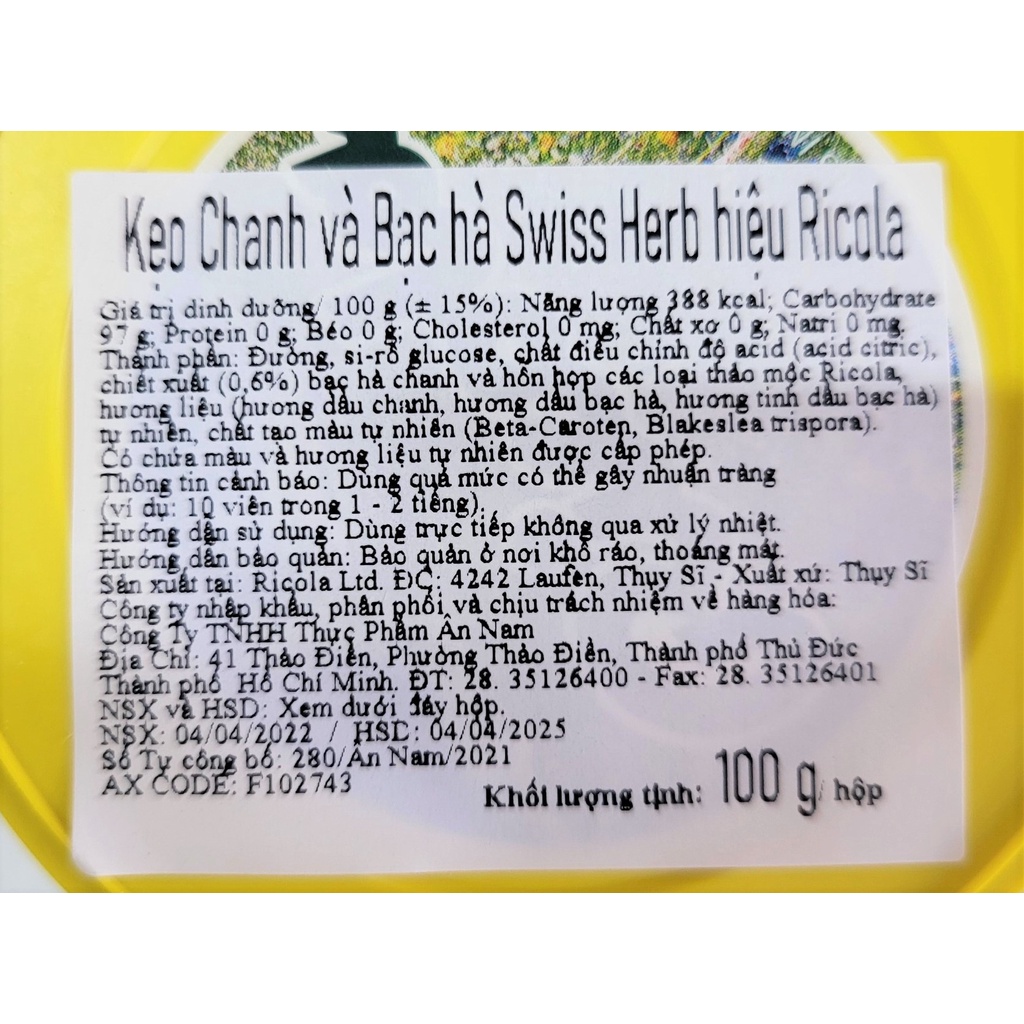 Kẹo Chanh và Bạc hà Swiss Herb hiệu Ricola
Giá trị dinh dưỡng/ 100 g (± 15%): Năng lượng 388 kcal; Carbohydrate
97 g; Protein 0 g; Béo 0 g; Cholesterol 0 mg; Chất xơ 0 g; Natri 0 mg.
Thành phần: Đường, si-rô glucose, chất điều chỉnh độ acid (acid citric),
chiết xuất (0,6%) bạc hà chanh và hỗn hợp các loại thảo mộc Ricola,
hương liệu (hương dầu chanh, hương dầu bạc hà, hương tinh dầu bạc hà)
tự nhiên, chất tạo màu tự nhiên (Beta-Caroten, Blakeslea trispora).
Có chứa màu và hương liệu tự nhiên được cấp phép.
Thông tin cảnh báo: Dùng quá mức có thể gây nhuận tràng
(ví dụ: 10 viên trong 1 - 2 tiếng).
Hướng dẫn sử dụng: Dùng trực tiếp không qua xử lý nhiệt.
Hướng dẫn bảo quản: Bảo quản ở nơi khô ráo, thoáng mát.
Sản xuất tại: Ricola Ltd. ĐC: 4242 Laufen, Thụy Sĩ - Xuất xứ: Thụy Sĩ
Công ty nhập khẩu, phân phối và chịu trách nhiệm về hàng hóa:
Công Ty TNHH Thực Phẩm Ân Nam
Địa Chỉ: 41 Thảo Điền, Phường Thảo Điền, Thành phố Thủ Đức
Thành phố Hồ Chí Minh. ĐT: 28. 35126400 - Fax: 28. 35126401
NSX và HSD: Xem dưới đáy hộp.
NSX: 04/04/2022 / HSD: 04/04/2025
Số Tự công bố: 280/Ân Nam/2021
AX CODE: F102743
Khối lượng tịnh: 100 g/ hộp